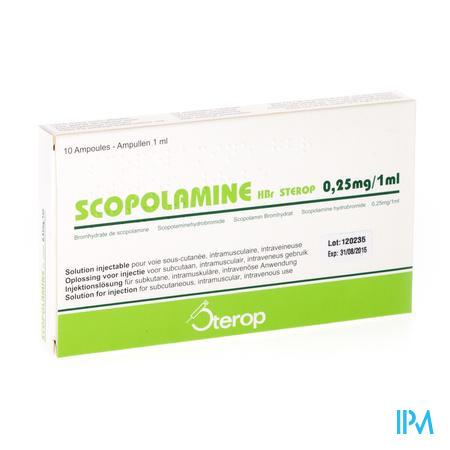 10 Ampoules - Ampullen 1 ml
SCOPOLAMINE HBr STEROP 0,25mg/1ml
Bromhydrate de scopolamine Scopolaminehydrobromide Scopolamin Bromhydrat Scopolamine hydrobromide 0,25mg/1ml
Solution injectable pour voie sous-cutanée, intramusculaire, intraveineuse
Oplossing voor injectie voor subcutaan, intramusculair, intraveneus gebruik
Injektionslösung für subkutane, intramuskuläre, intravenöse Anwendung
Solution for injection for subcutaneous, intramuscular, intravenous use
Lot: 120235
Exp: 31/08/2015
Sterop
IPM